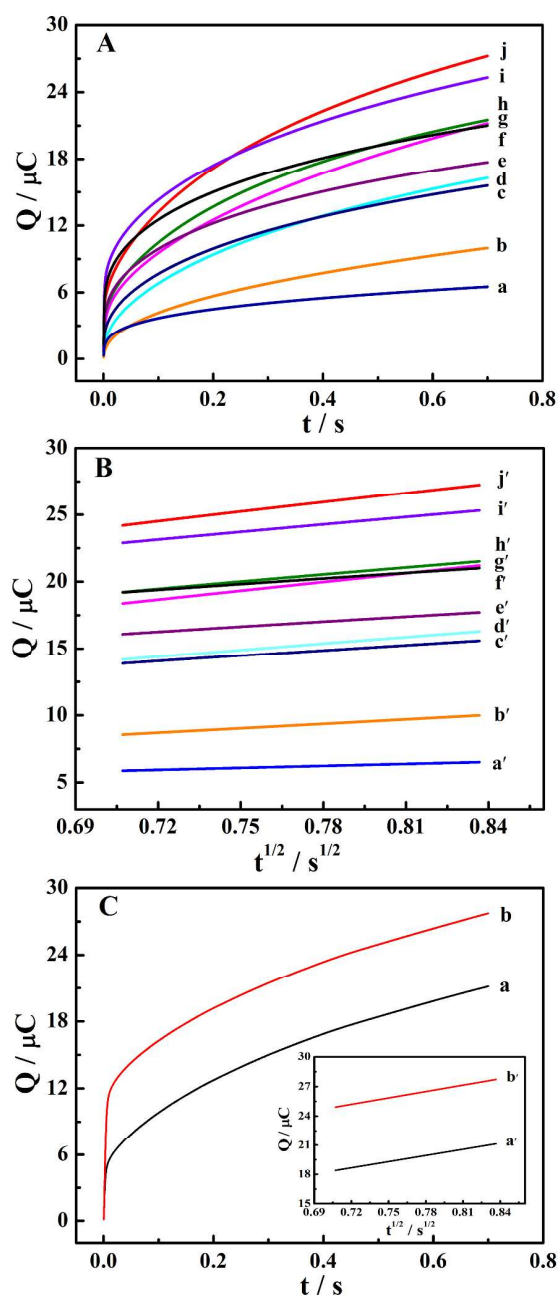 A
Q / μC
30
24
18
12
6
0
j
i
h
g
f
e
d
c
b
a
0.0 0.2 0.4 0.6 0.8
t / s
B
Q / μC
30
25
20
15
10
5
j′
i′
h′
g′
f′
e′
d′
c′
b′
a′
0.69 0.72 0.75 0.78 0.81 0.84
t^1/2 / s^1/2
C
Q / μC
30
24
18
12
6
0
b
a
Q / μC
30
27
24
21
18
15
b′
a′
0.69 0.72 0.75 0.78 0.81 0.84
t^1/2 / s^1/2
0.0 0.2 0.4 0.6 0.8
t / s